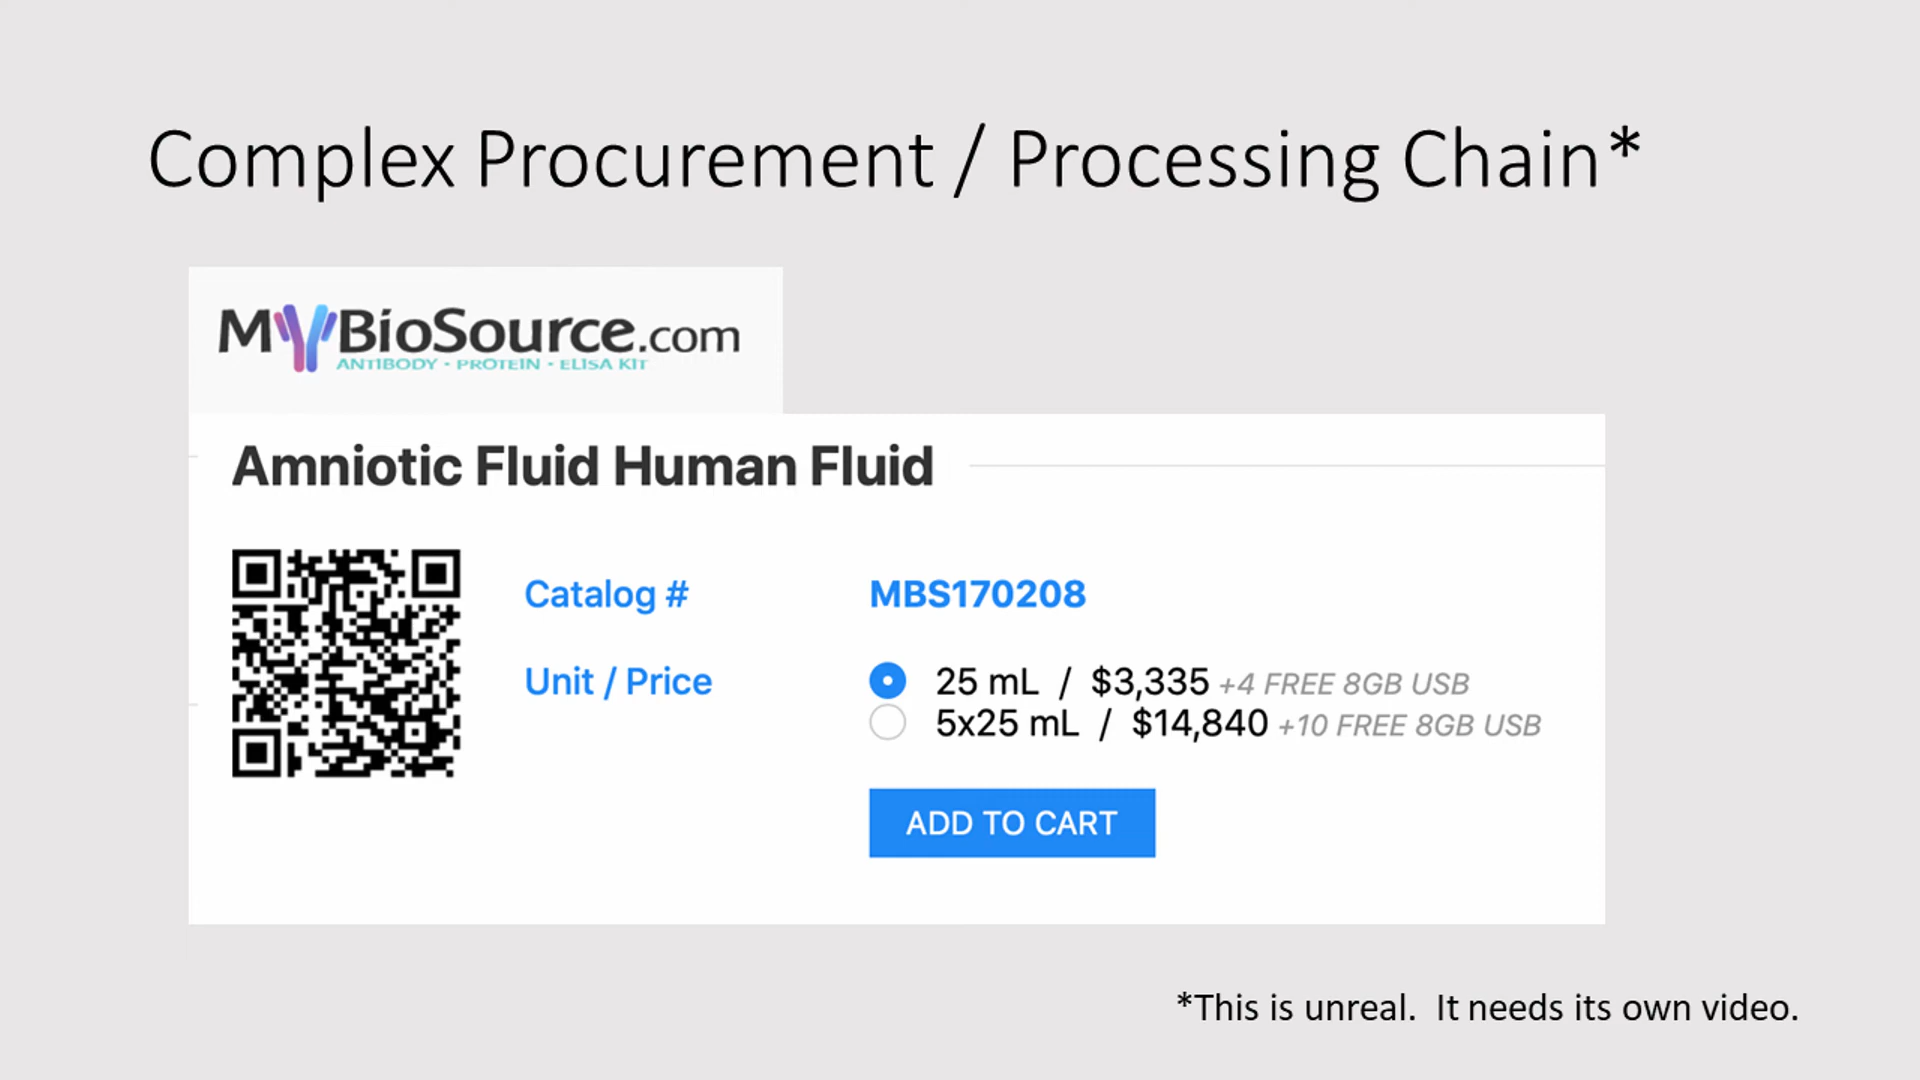 Complex Procurement / Processing Chain*
MYBioSource.com
ANTIBODY - PROTEIN - ELISA KIT
Amniotic Fluid Human Fluid
Catalog # MBS170208
Unit / Price 25 mL / $3,335 +4 FREE 8GB USB
5x25 mL / $14,840 +10 FREE 8GB USB
ADD TO CART
*This is unreal. It needs its own video.